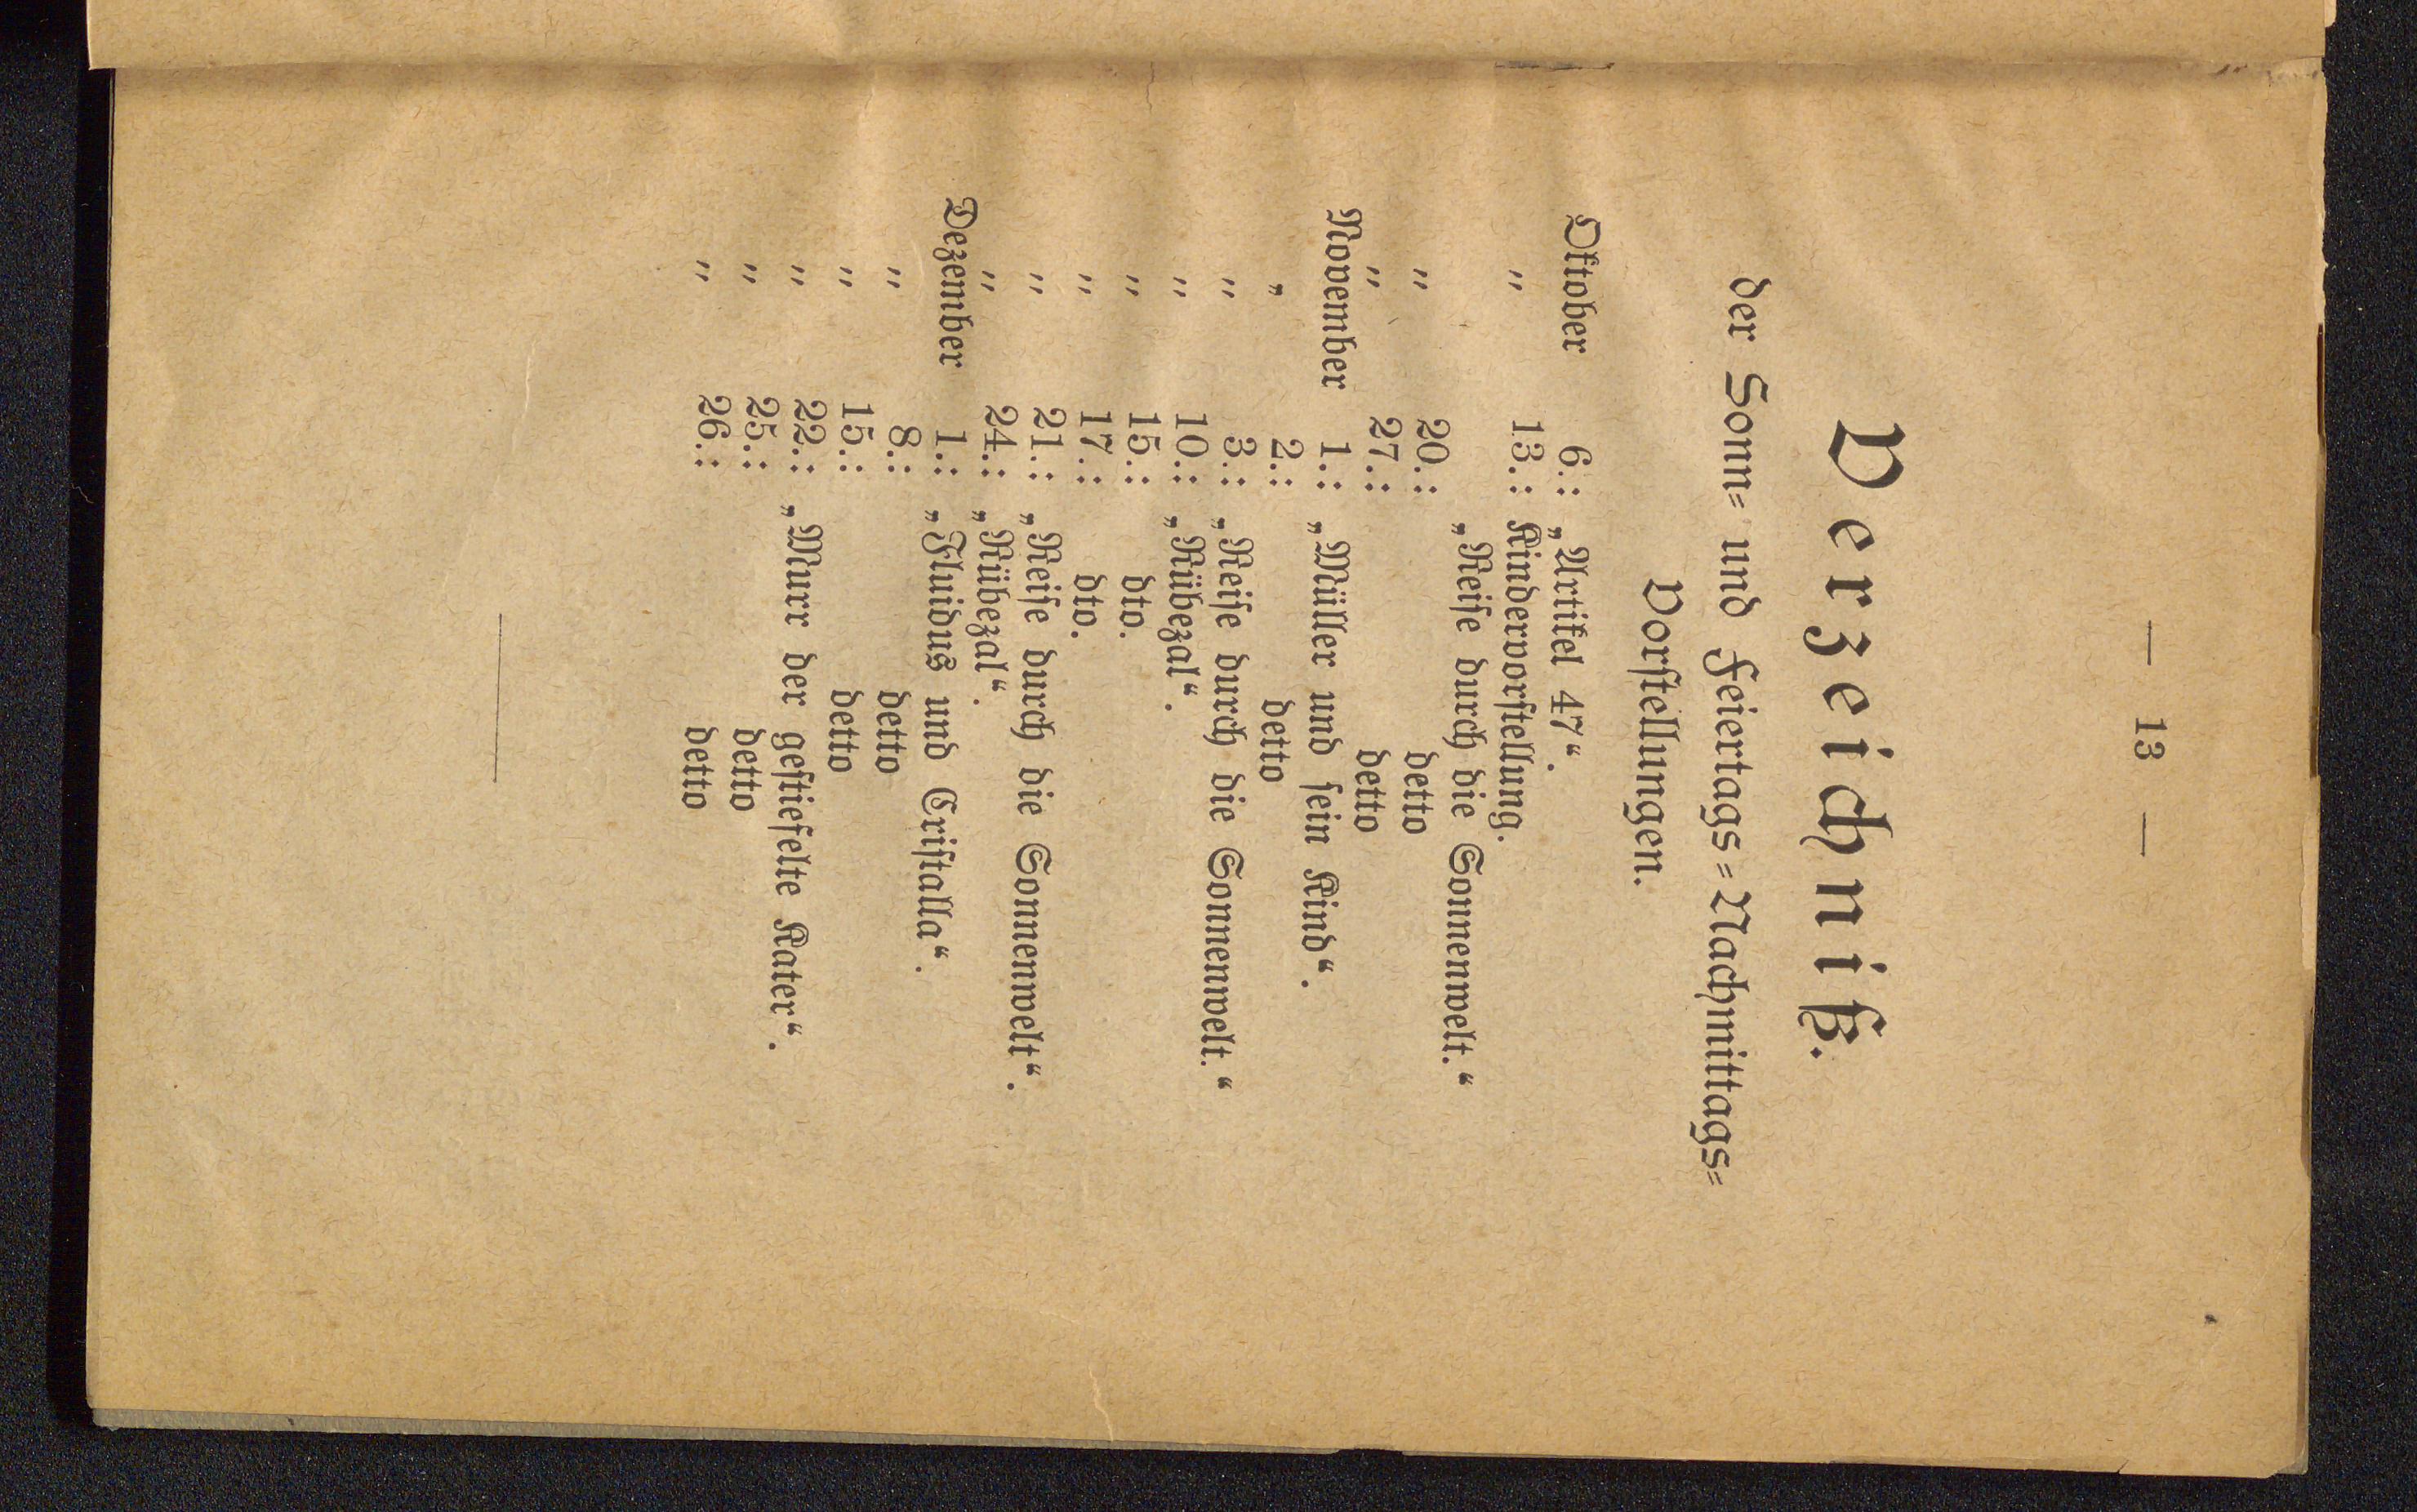 — 13 —
Verzeichniß.
der Sonn= und Feiertags=Nachmittags=
Vorstellungen.
Oktober 6.: „Artikel 47“.
" 13.: Kindervorstellung.
„Reise durch die Sonnenwelt.“
" 20.: detto
" 27.: detto
November 1.: „Müller und sein Kind“.
„ 2.: detto
" 3.: „Reise durch die Sonnenwelt.“
" 10.: „Rübezal“.
" 15.: dto.
" 17.: dto.
" 21.: „Reise durch die Sonnenwelt“.
" 24.: „Rübezal“.
Dezember 1.: „Fluidus und Cristalla“.
" 8.: detto
" 15.: detto
" 22.: „Murr der gestiefelte Kater“.
" 25.: detto
" 26.: detto